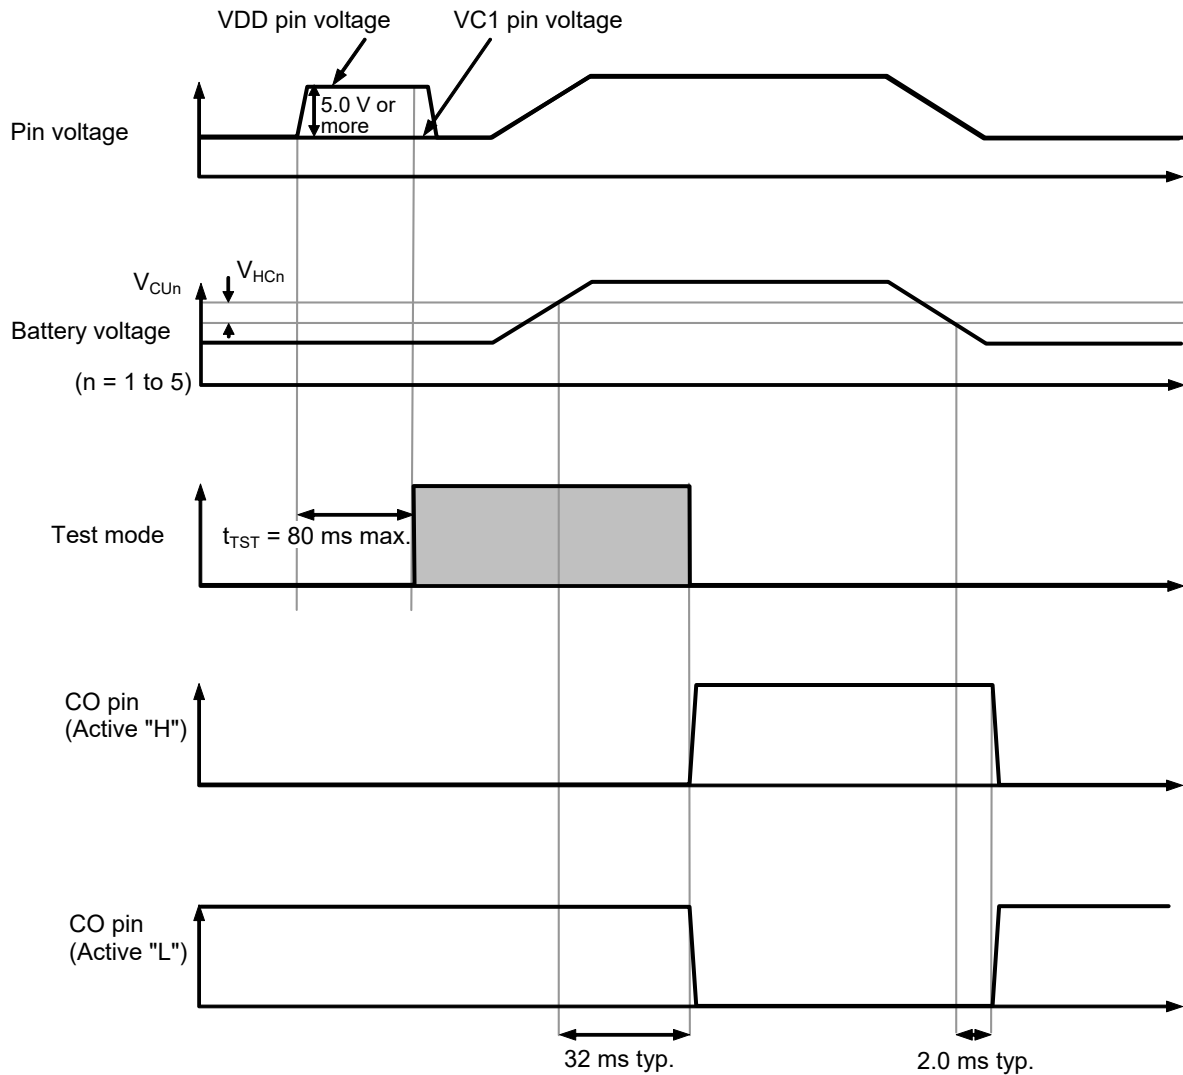 VDD pin voltage
VC1 pin voltage
5.0 V or
more
Pin voltage
VCUn
VHCn
Battery voltage
(n = 1 to 5)
Test mode
tTST = 80 ms max.
CO pin
(Active "H")
CO pin
(Active "L")
32 ms typ.
2.0 ms typ.